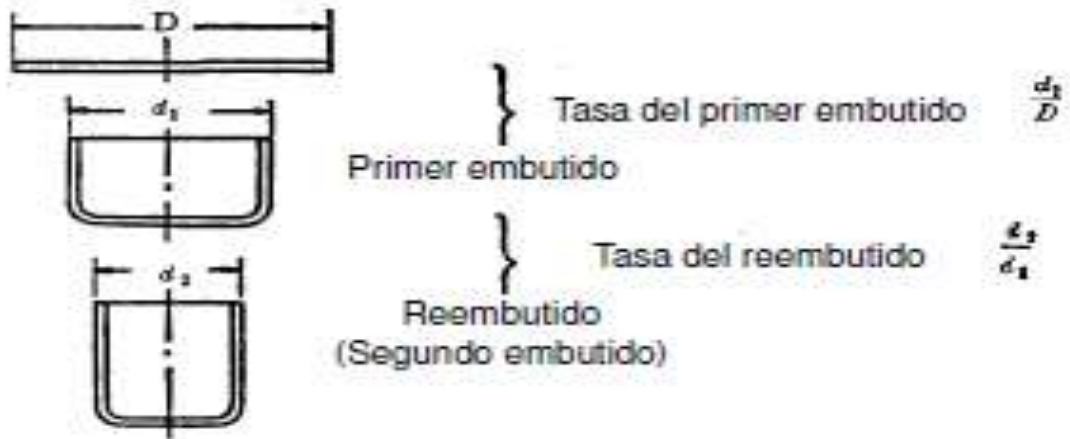 D
Tasa del primer embutido d₁/D
d₁
Primer embutido
Tasa del reembutido d₂/d₁
d₂
Reembutido
(Segundo embutido)